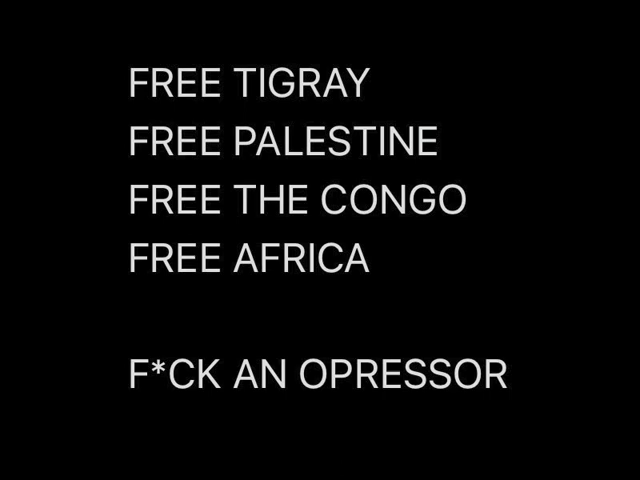 FREE TIGRAY
FREE PALESTINE
FREE THE CONGO
FREE AFRICA
F*CK AN OPRESSOR